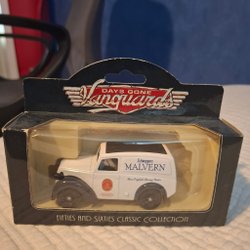 DAYS GONE
Vanguards
Schweppes
MALVERN
FIFTIES AND SIXTIES CLASSIC COLLECTION